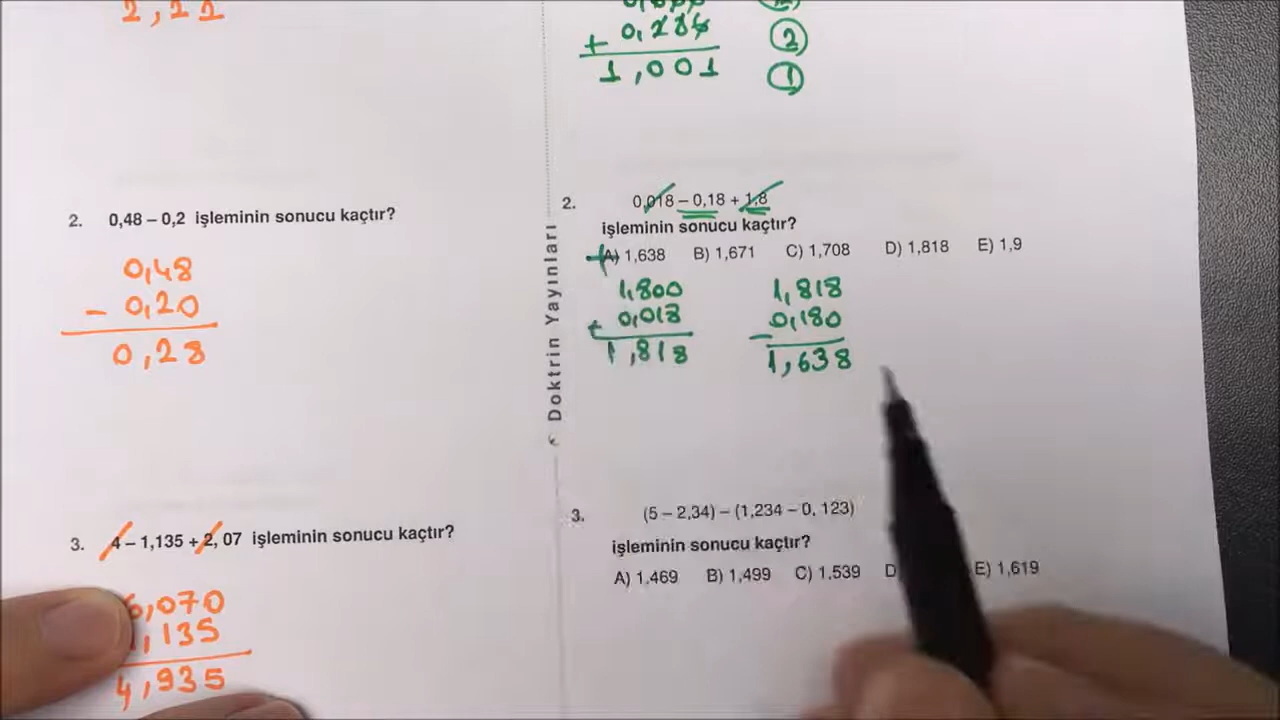 2,22
2. 0,48 – 0,2 işleminin sonucu kaçtır?
0,48
- 0,20
0,28
3. 4 – 1,135 + 2, 07 işleminin sonucu kaçtır?
6,070
1,135
4,935
Doktrin Yayınları
+ 0,284
1,001
2
1
2. 0,018 – 0,18 + 1,8
işleminin sonucu kaçtır?
A) 1,638 B) 1,671 C) 1,708 D) 1,818 E) 1,9
1,800
+ 0,018
1,818
1,818
- 0,180
1,638
3. (5 – 2,34) – (1,234 – 0, 123)
işleminin sonucu kaçtır?
A) 1,469 B) 1,499 C) 1,539 D E) 1,619